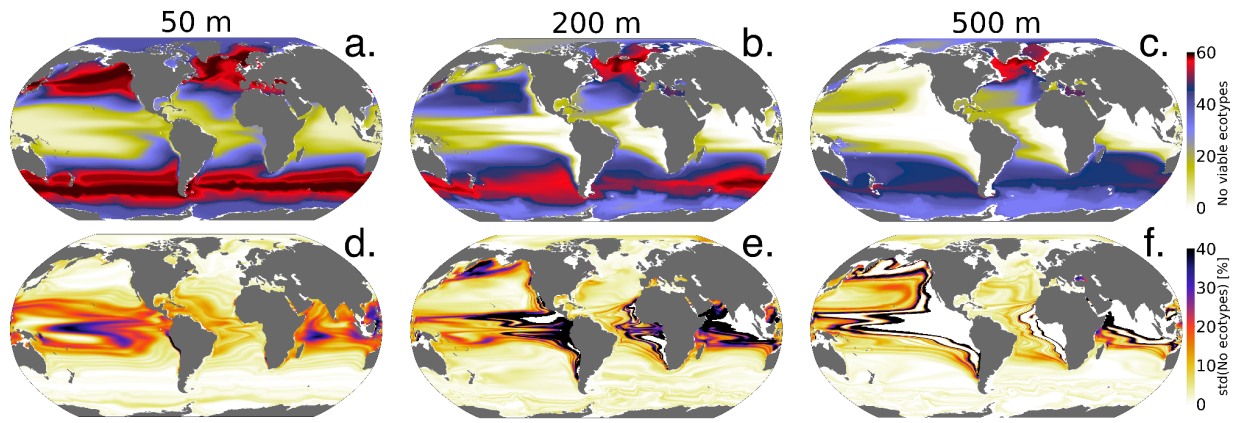 50 m
200 m
500 m
a.
b.
c.
60
40
20
0
No viable ecotypes
d.
e.
f.
40
30
20
10
0
std(No ecotypes) [%]